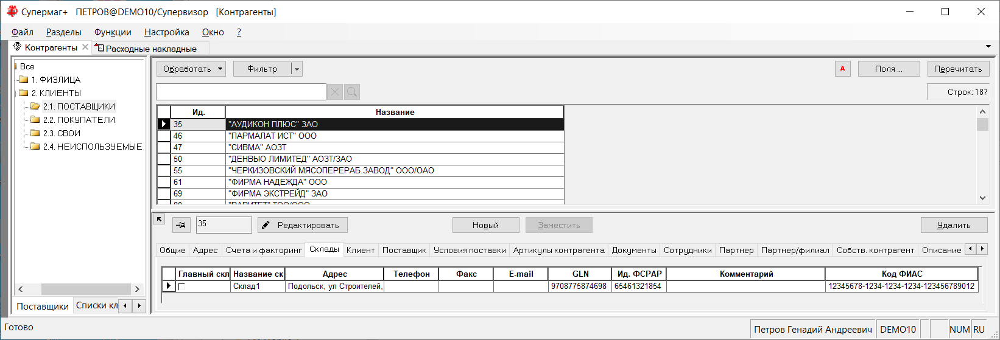 Супермаг+ ПЕТРОВ@DEMO10/Супервизор [Контрагенты]
Файл Разделы Функции Настройка Окно ?
Контрагенты Расходные накладные
Все
1. ФИЗЛИЦА
2. КЛИЕНТЫ
2.1. ПОСТАВЩИКИ
2.2. ПОКУПАТЕЛИ
2.3. СВОИ
2.4. НЕИСПОЛЬЗУЕМЫЕ
Поставщики Списки кл
Обработать Фильтр A Поля ... Перечитать
Строк: 187
Ид. Название
35 "АУДИКОН ПЛЮС" ЗАО
46 "ПАРМАЛАТ ИСТ" ООО
47 "СИВМА" АОЗТ
50 "ДЕНВЬЮ ЛИМИТЕД" АОЗТ/ЗАО
55 "ЧЕРКИЗОВСКИЙ МЯСОПЕРЕРАБ.ЗАВОД" ООО/ОАО
61 "ФИРМА НАДЕЖДА" ООО
69 "ФИРМА ЭКСТРЕЙД" ЗАО
80 "РАРИТЕТ" ТОО/ООО
35 Редактировать Новый Заместить Удалить
Общие Адрес Счета и факторинг Склады Клиент Поставщик Условия поставки Артикулы контрагента Документы Сотрудники Партнер Партнер/филиал Собств. контрагент Описание
Главный скл Название ск Адрес Телефон Факс E-mail GLN Ид. ФСРАР Комментарий Код ФИАС
Склад1 Подольск, ул Строителей, 9708775874698 65461321854 12345678-1234-1234-1234-123456789012
Готово Петров Генадий Андреевич DEMO10 NUM RU